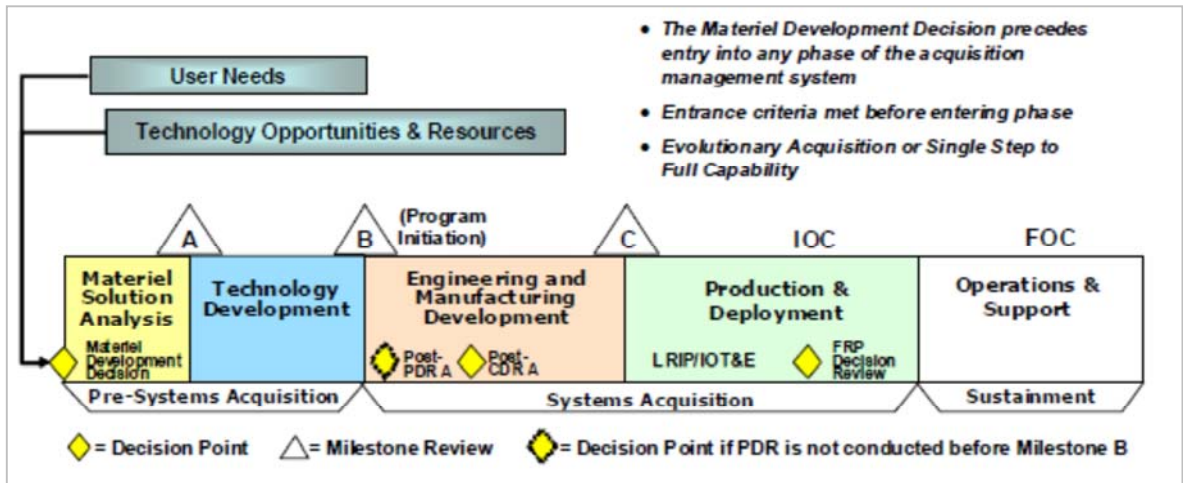 User Needs
Technology Opportunities & Resources
• The Materiel Development Decision precedes
entry into any phase of the acquisition
management system
• Entrance criteria met before entering phase
• Evolutionary Acquisition or Single Step to
Full Capability
A
B
(Program
Initiation)
C
IOC
FOC
Materiel
Solution
Analysis
Materiel
Development
Decision
Technology
Development
Engineering and
Manufacturing
Development
Post-
PDR A
Post-
CDR A
Production &
Deployment
LRIP/IOT&E
FRP
Decision
Review
Operations &
Support
Pre-Systems Acquisition
Systems Acquisition
Sustainment
= Decision Point
= Milestone Review
= Decision Point if PDR is not conducted before Milestone B